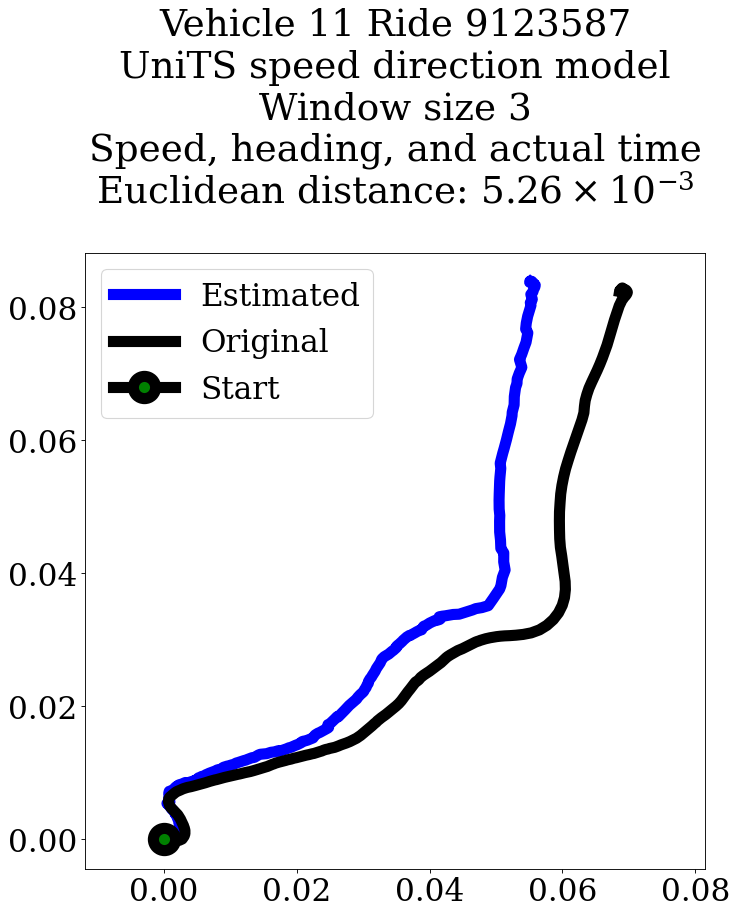 Vehicle 11 Ride 9123587
UniTS speed direction model
Window size 3
Speed, heading, and actual time
Euclidean distance: 5.26 × 10⁻³
Estimated
Original
Start
0.08
0.06
0.04
0.02
0.00
0.00 0.02 0.04 0.06 0.08